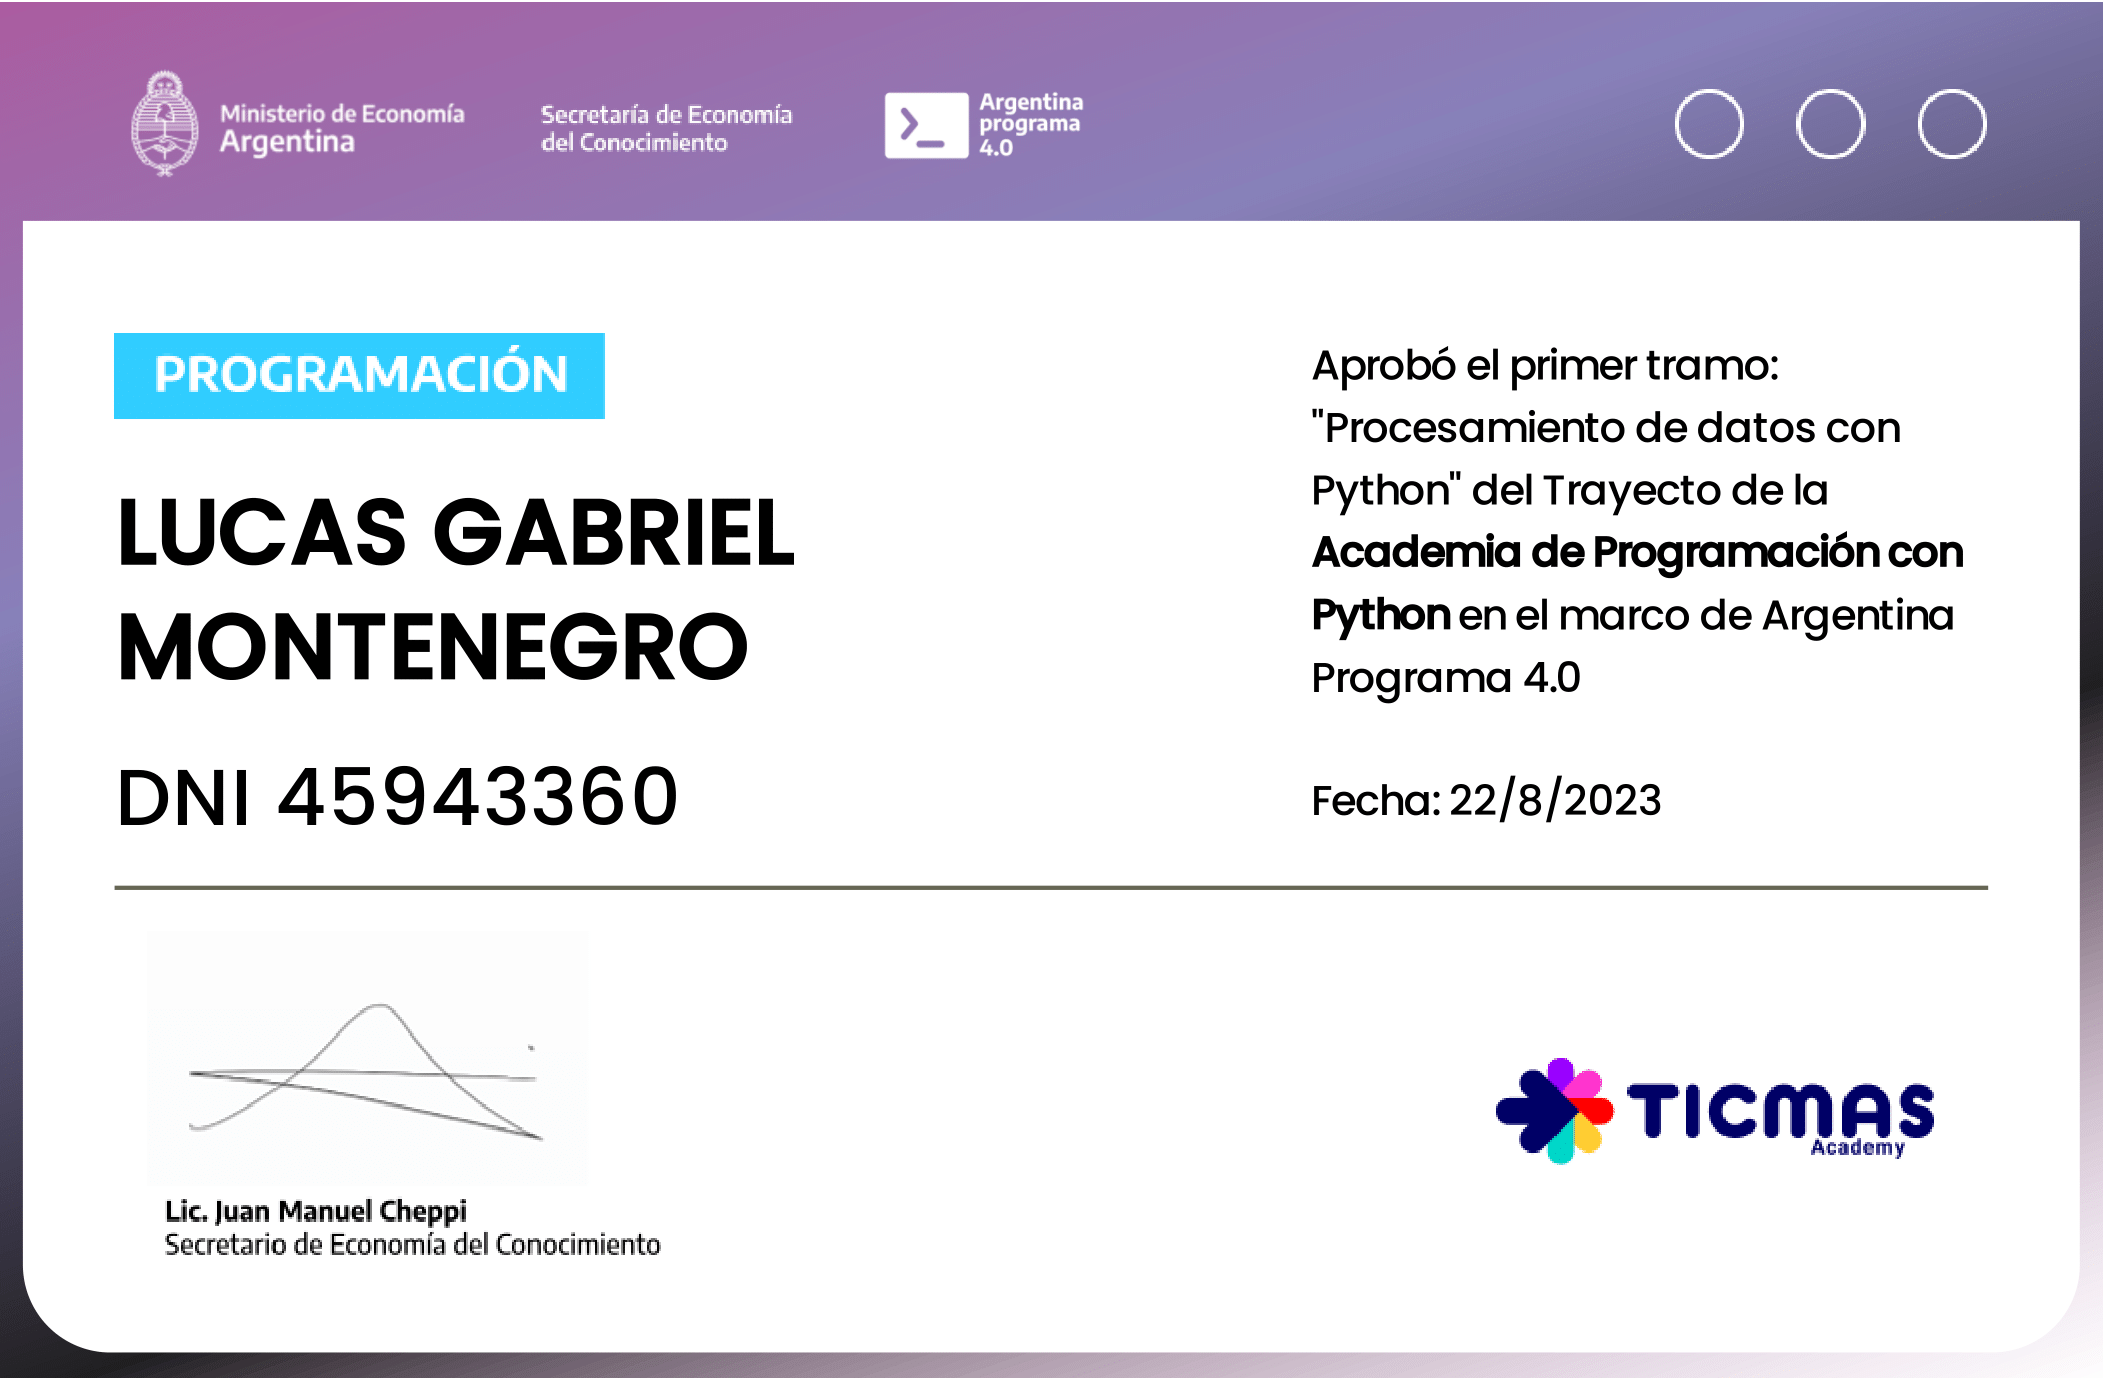 Ministerio de Economía
Argentina
Secretaría de Economía
del Conocimiento
Argentina
programa
4.0
PROGRAMACIÓN
LUCAS GABRIEL
MONTENEGRO
DNI 45943360
Aprobó el primer tramo:
"Procesamiento de datos con
Python" del Trayecto de la
Academia de Programación con
Python en el marco de Argentina
Programa 4.0
Fecha: 22/8/2023
Lic. Juan Manuel Cheppi
Secretario de Economía del Conocimiento
TICMAS
Academy